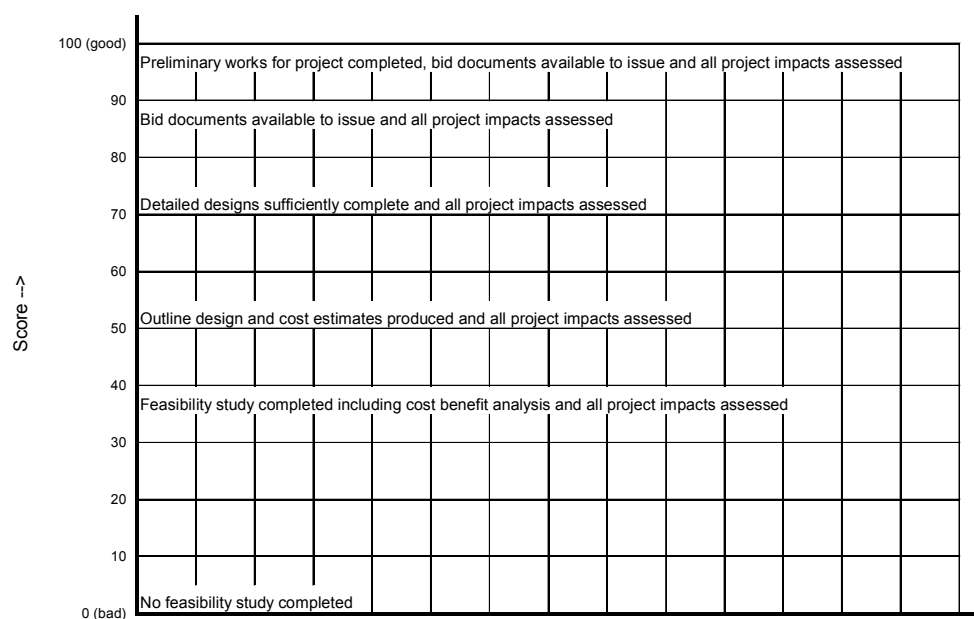 100 (good)
Preliminary works for project completed, bid documents available to issue and all project impacts assessed
90
Bid documents available to issue and all project impacts assessed
80
Detailed designs sufficiently complete and all project impacts assessed
70
60
Score -->
Outline design and cost estimates produced and all project impacts assessed
50
40
Feasibility study completed including cost benefit analysis and all project impacts assessed
30
20
10
No feasibility study completed
0 (bad)